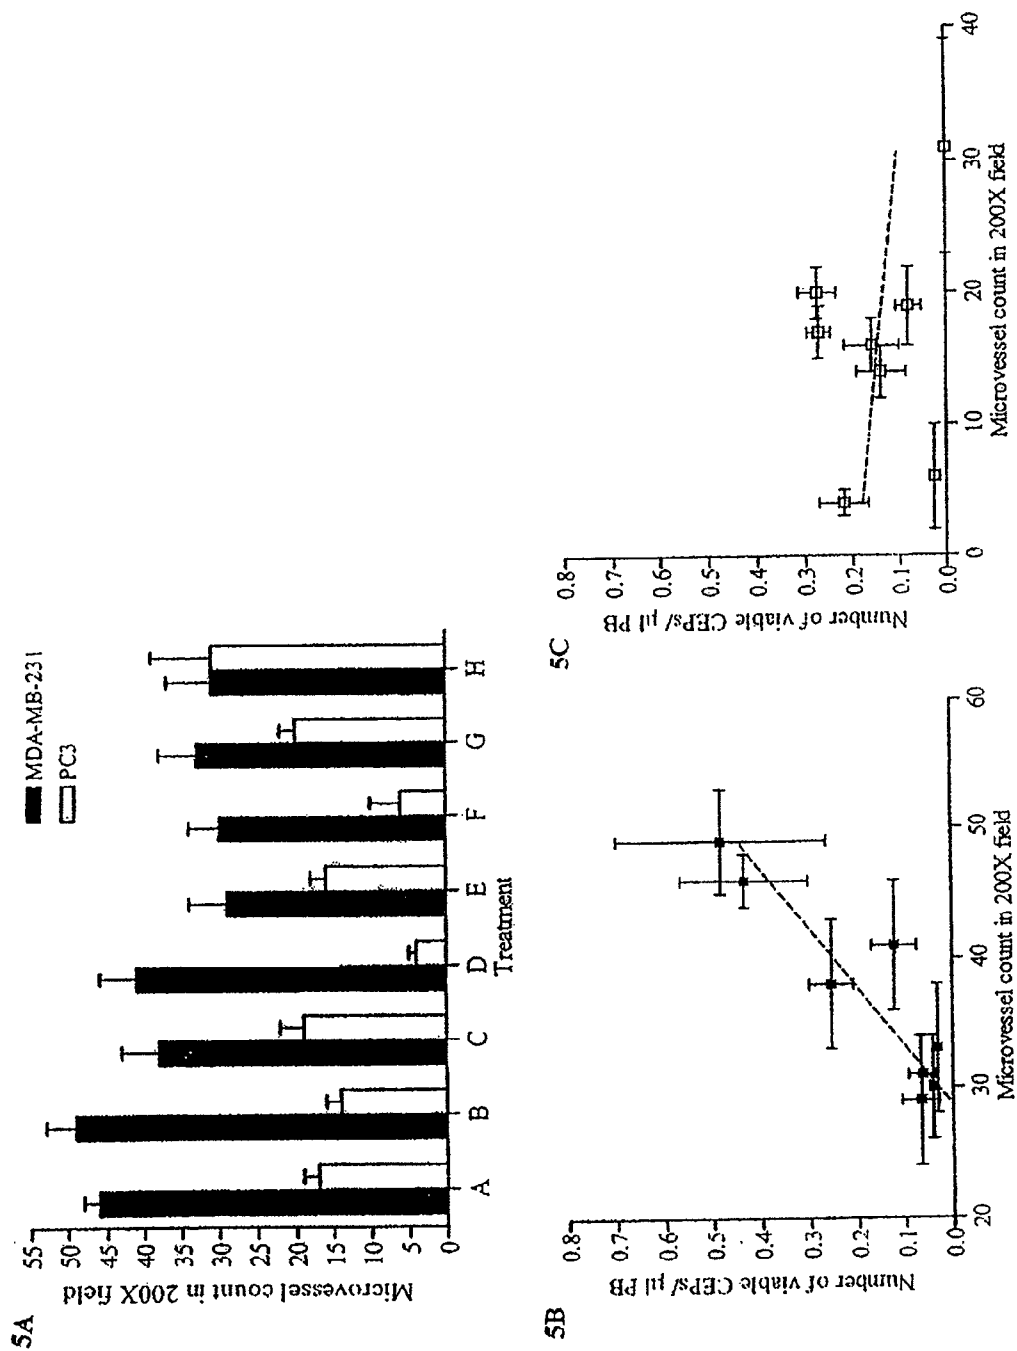 5A
MDA-MB-231
PC3
Microvessel count in 200X field
55
50
45
40
35
30
25
20
15
10
5
0
A B C D E F G H
Treatment
5B
Number of viable CEPs/ µl PB
0.8
0.7
0.6
0.5
0.4
0.3
0.2
0.1
0.0
20 30 40 50 60
Microvessel count in 200X field
5C
Number of viable CEPs/ µl PB
0.8
0.7
0.6
0.5
0.4
0.3
0.2
0.1
0.0
0 10 20 30 40
Microvessel count in 200X field